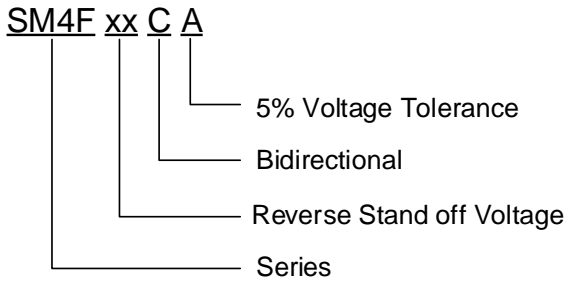 SM4F xx C A
5% Voltage Tolerance
Bidirectional
Reverse Stand off Voltage
Series